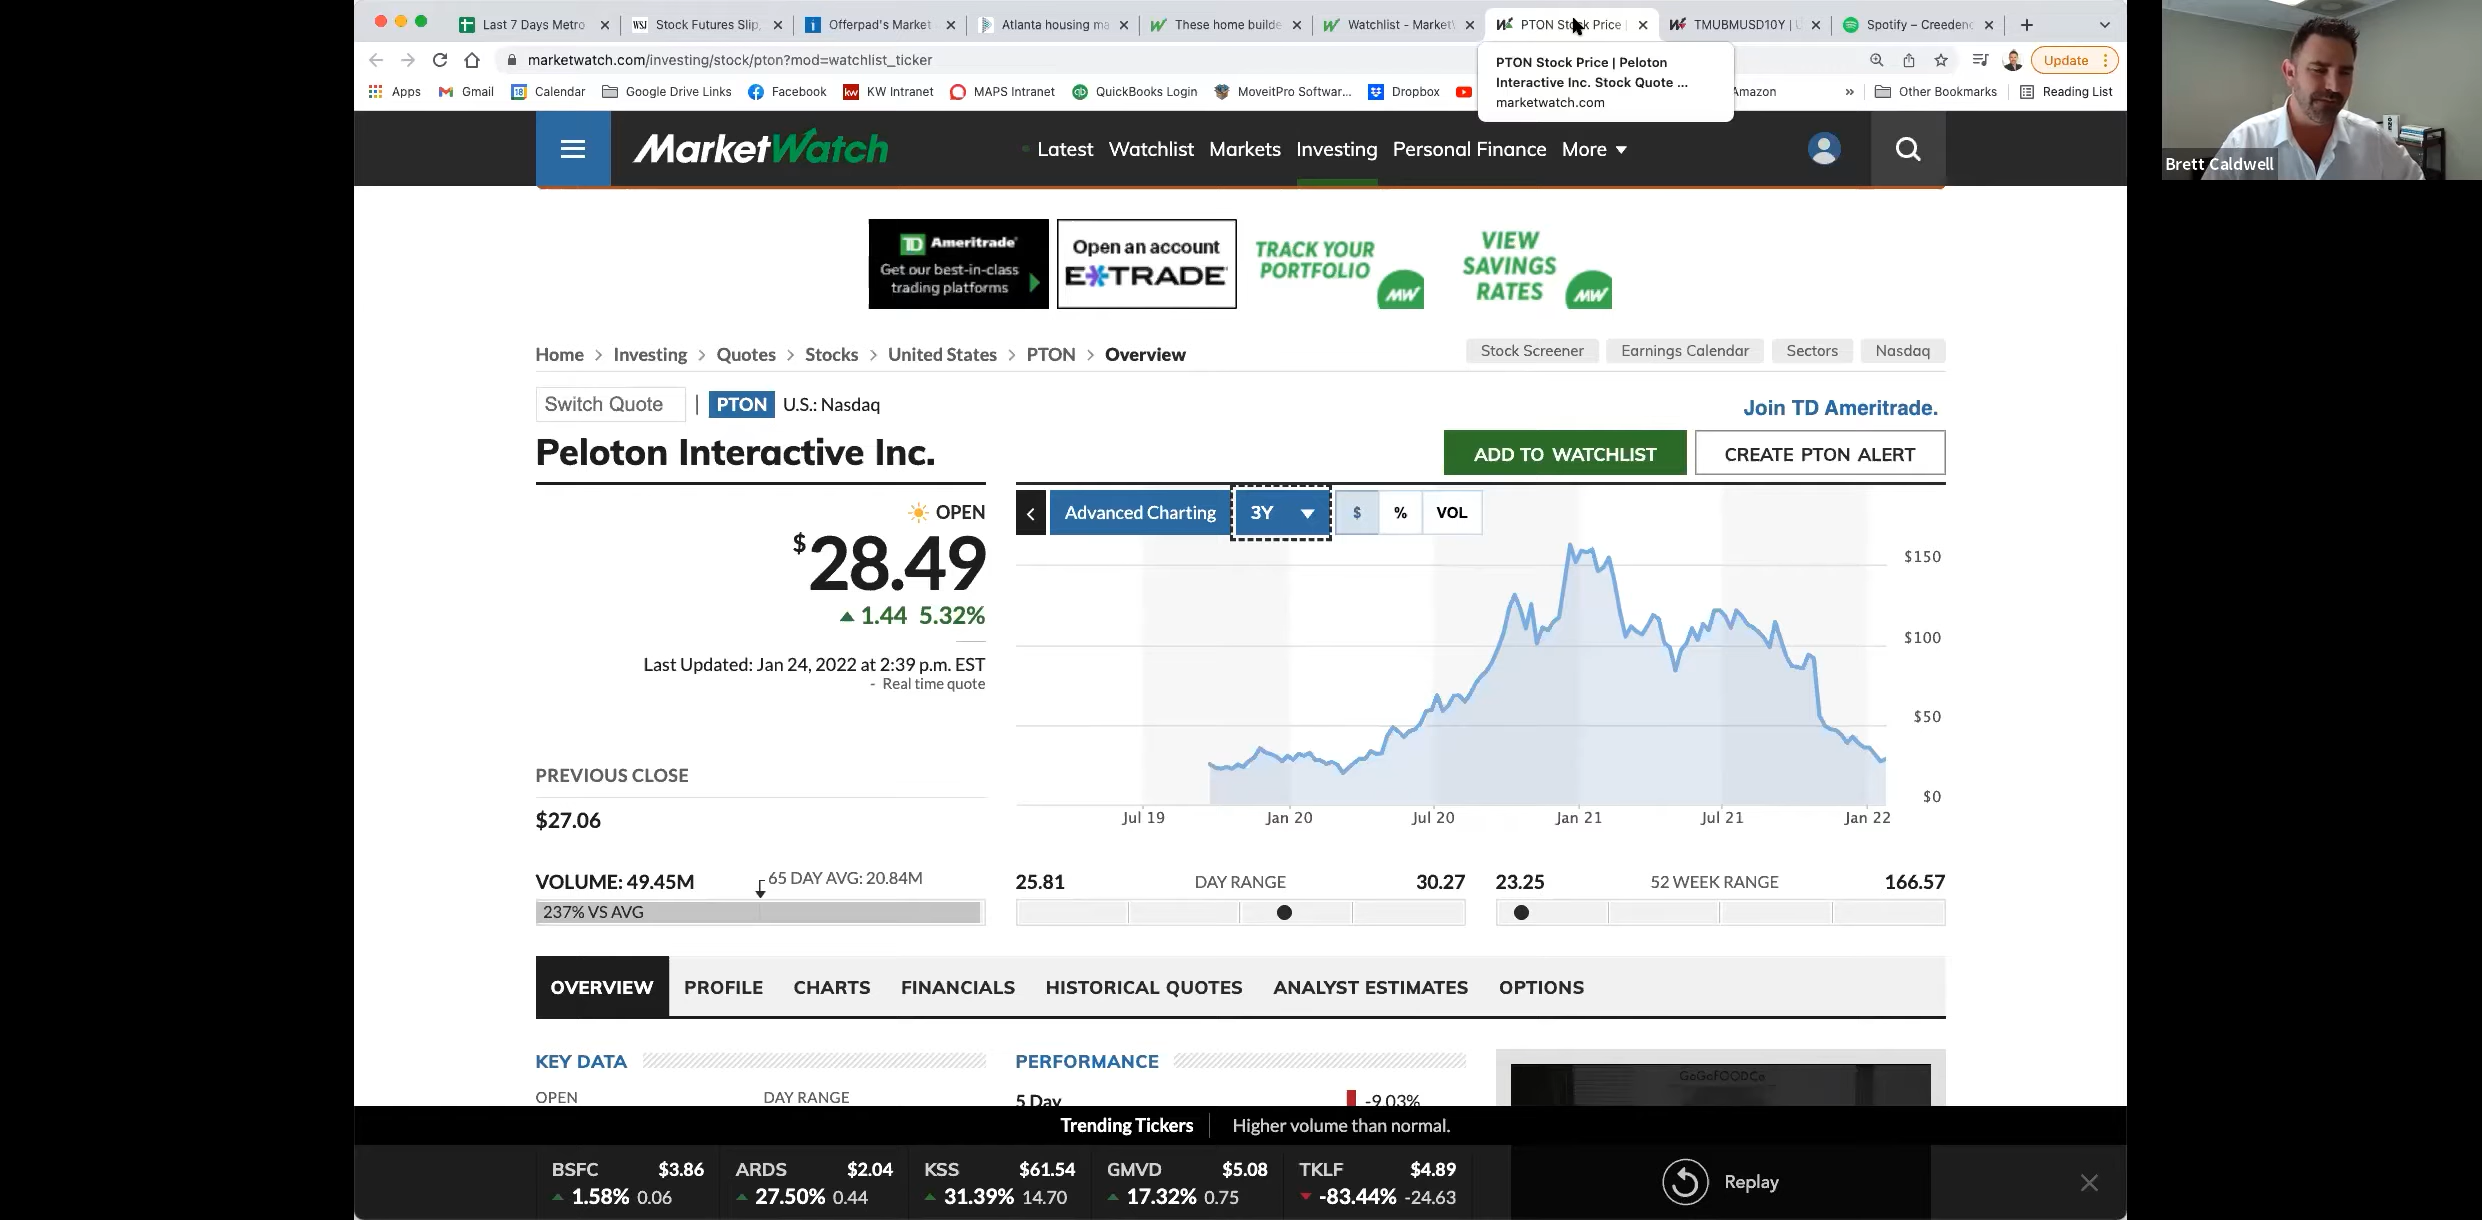 Last 7 Days Metro
Stock Futures Slip,
Offerpad's Market
Atlanta housing ma
These home builde
Watchlist - Market
PTON Stock Price |
TMUBMUSD10Y | U
Spotify – Creedenc
marketwatch.com/investing/stock/pton?mod=watchlist_ticker
Update
PTON Stock Price | Peloton
Interactive Inc. Stock Quote ...
marketwatch.com
Apps
Gmail
Calendar
Google Drive Links
Facebook
KW Intranet
MAPS Intranet
QuickBooks Login
MoveitPro Softwar...
Dropbox
Amazon
»
Other Bookmarks
Reading List
Brett Caldwell
MarketWatch
Latest Watchlist Markets Investing Personal Finance More
TD Ameritrade
Get our best-in-class
trading platforms
Open an account
E*TRADE
TRACK YOUR
PORTFOLIO
MW
VIEW
SAVINGS
RATES
MW
Home > Investing > Quotes > Stocks > United States > PTON > Overview
Stock Screener
Earnings Calendar
Sectors
Nasdaq
Switch Quote | PTON U.S.: Nasdaq
Join TD Ameritrade.
Peloton Interactive Inc.
ADD TO WATCHLIST
CREATE PTON ALERT
OPEN
$28.49
1.44 5.32%
Last Updated: Jan 24, 2022 at 2:39 p.m. EST
- Real time quote
PREVIOUS CLOSE
$27.06
Advanced Charting 3Y $ % VOL
$150
$100
$50
$0
Jul 19 Jan 20 Jul 20 Jan 21 Jul 21 Jan 22
VOLUME: 49.45M 65 DAY AVG: 20.84M
237% VS AVG
25.81 DAY RANGE 30.27
23.25 52 WEEK RANGE 166.57
OVERVIEW PROFILE CHARTS FINANCIALS HISTORICAL QUOTES ANALYST ESTIMATES OPTIONS
KEY DATA
OPEN DAY RANGE
PERFORMANCE
5 Day -9.03%
GoGoFOODCo
Trending Tickers | Higher volume than normal.
BSFC $3.86
1.58% 0.06
ARDS $2.04
27.50% 0.44
KSS $61.54
31.39% 14.70
GMVD $5.08
17.32% 0.75
TKLF $4.89
-83.44% -24.63
Replay